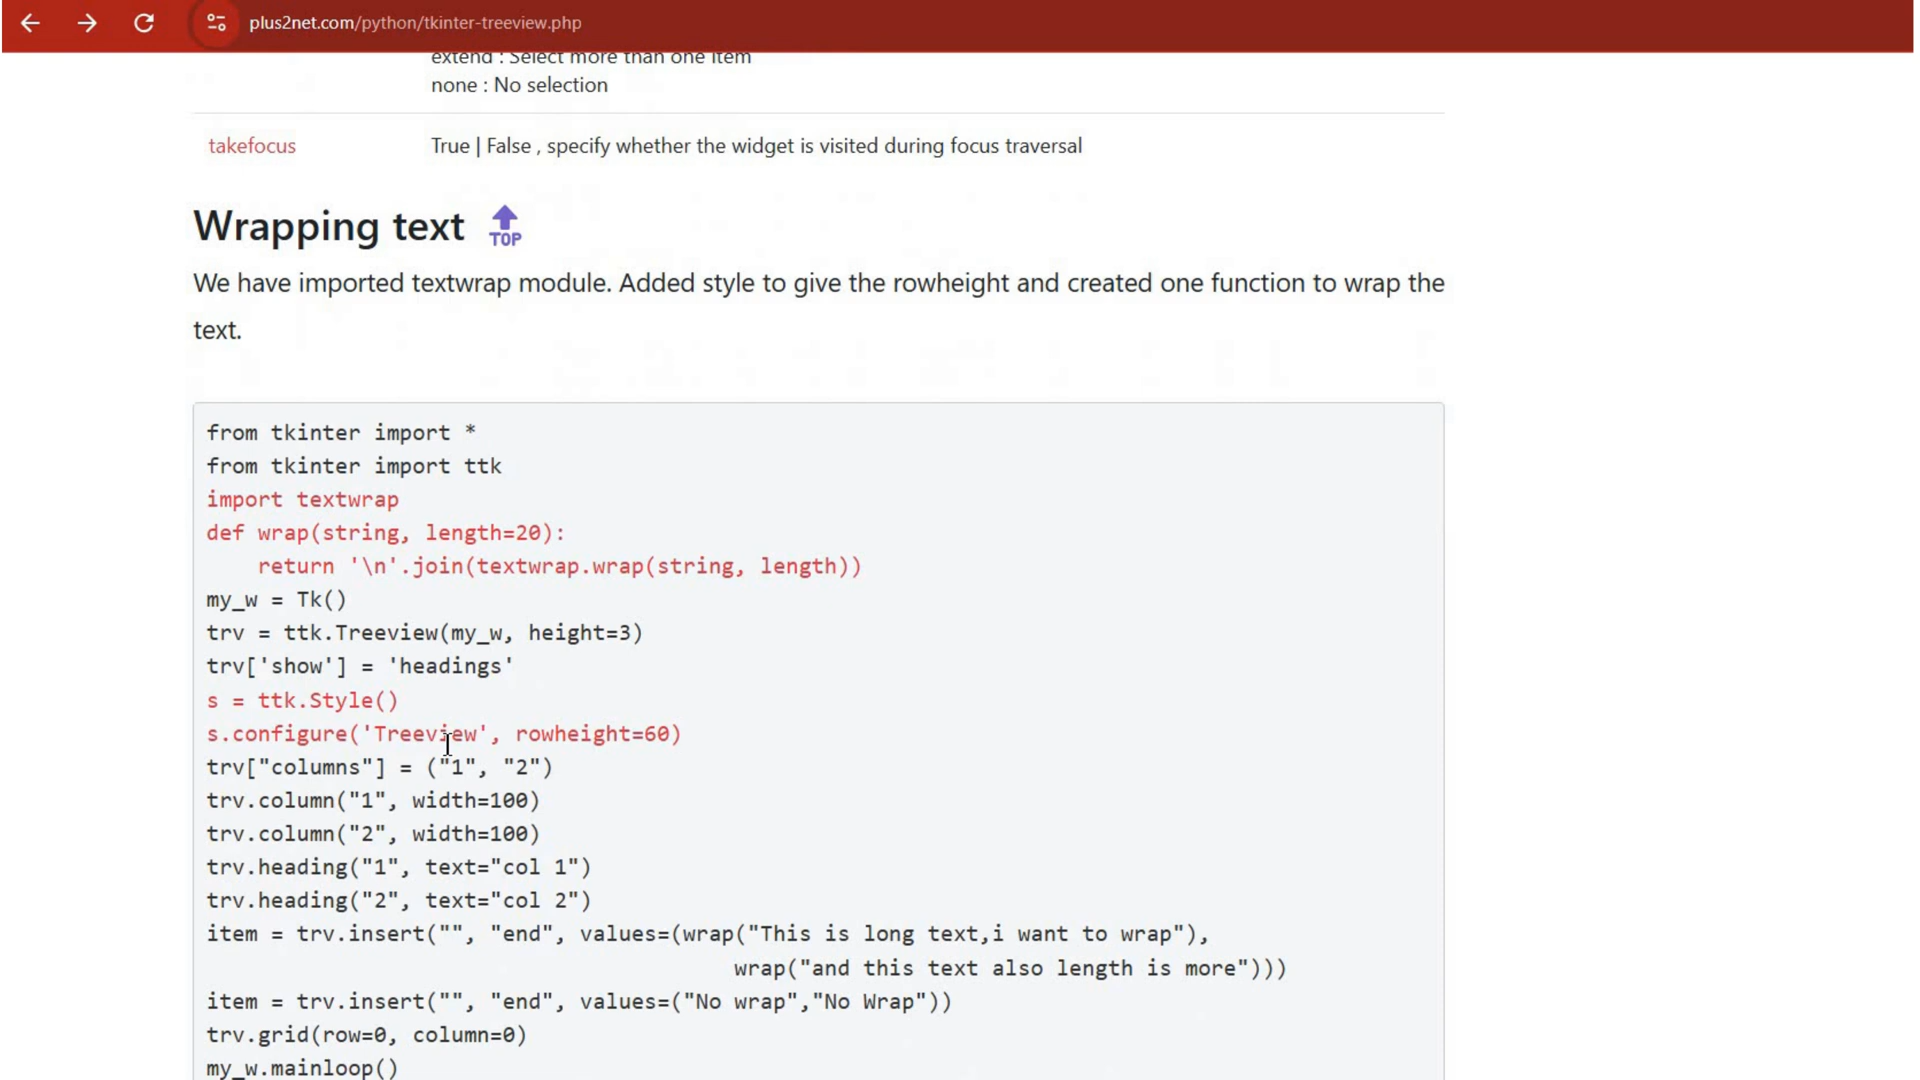 plus2net.com/python/tkinter-treeview.php
extend : Select more than one item
none : No selection
takefocus True | False , specify whether the widget is visited during focus traversal
Wrapping text TOP
We have imported textwrap module. Added style to give the rowheight and created one function to wrap the
text.
from tkinter import *
from tkinter import ttk
import textwrap
def wrap(string, length=20):
    return '\n'.join(textwrap.wrap(string, length))
my_w = Tk()
trv = ttk.Treeview(my_w, height=3)
trv['show'] = 'headings'
s = ttk.Style()
s.configure('Treeview', rowheight=60)
trv["columns"] = ("1", "2")
trv.column("1", width=100)
trv.column("2", width=100)
trv.heading("1", text="col 1")
trv.heading("2", text="col 2")
item = trv.insert("", "end", values=(wrap("This is long text,i want to wrap"),
                                         wrap("and this text also length is more")))
item = trv.insert("", "end", values=("No wrap","No Wrap"))
trv.grid(row=0, column=0)
my_w.mainloop()